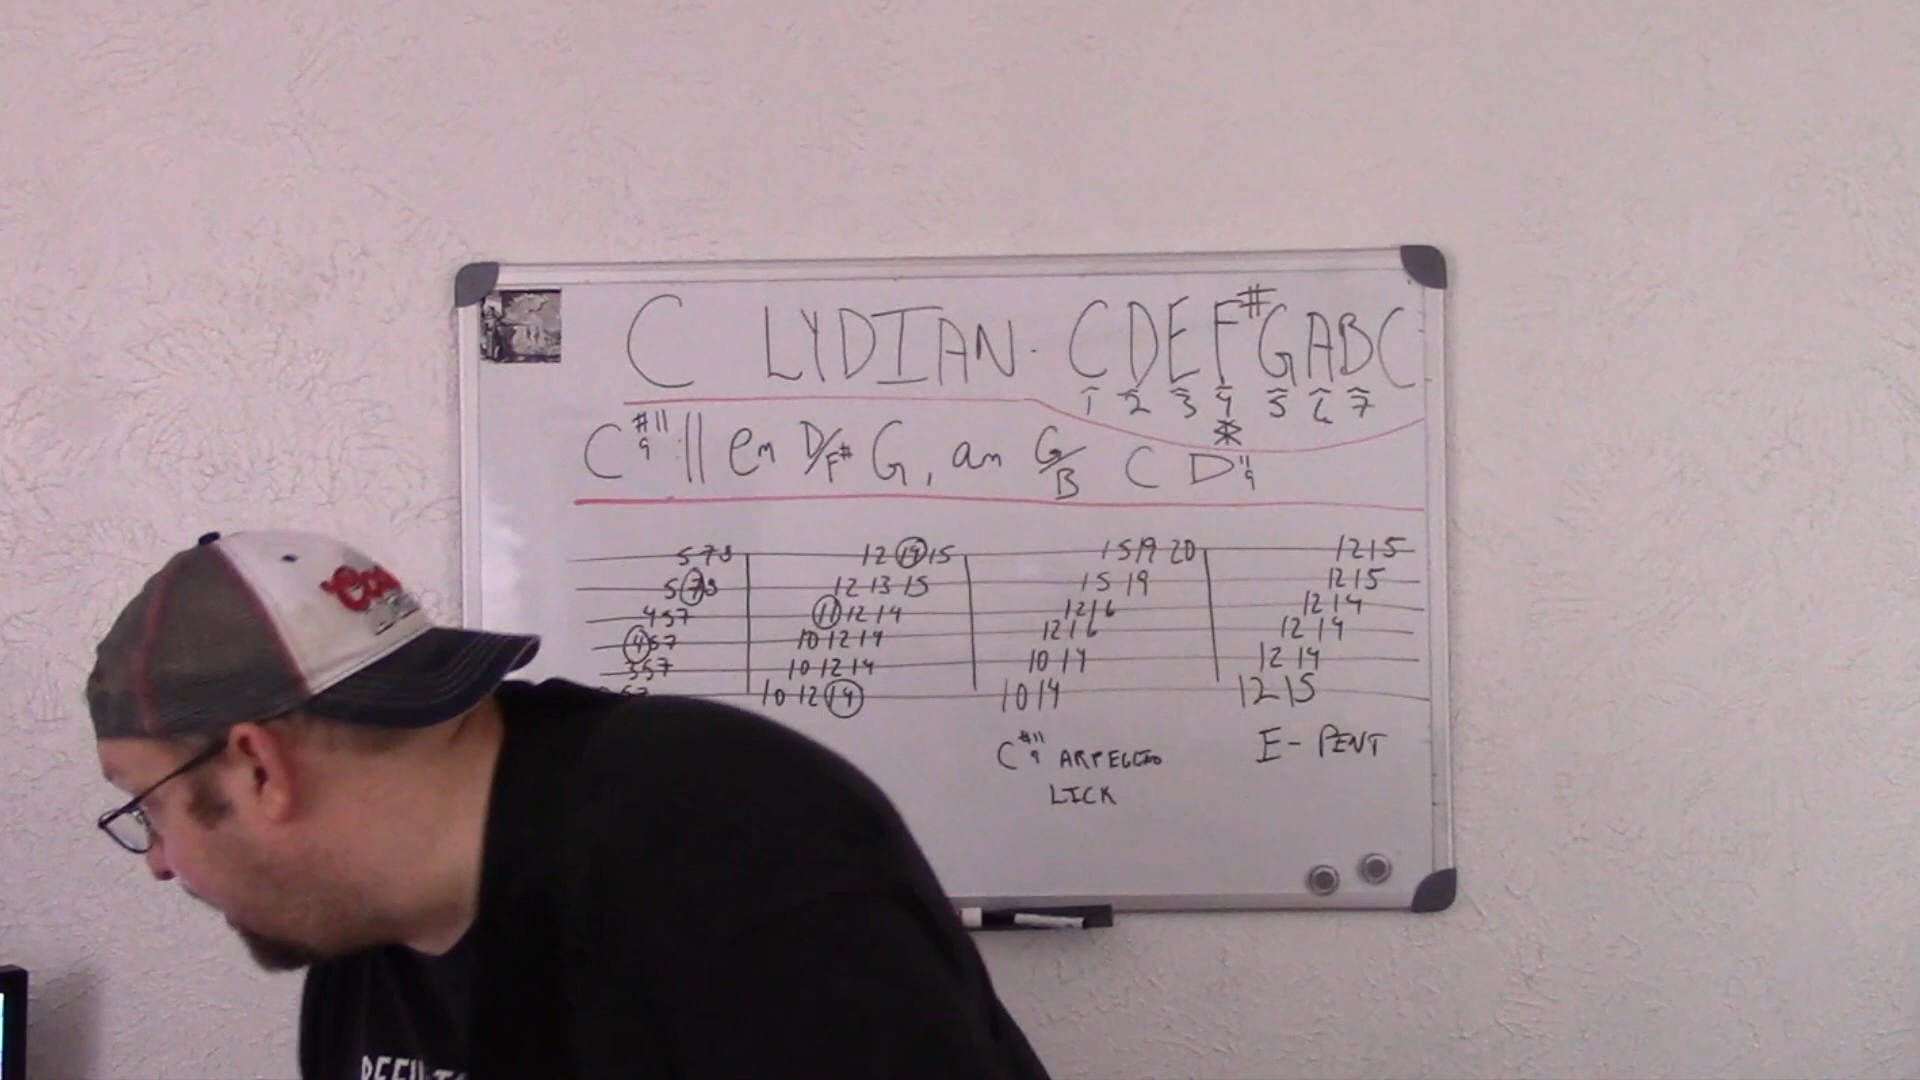 C LYDIAN. CDEF#GABC
1 2 3 4 5 6 7
*
C#11 9 || em D/F# G, am G/B C D11 9
5 7 8 12 14 15 15 19 20 12 15
5 7 8 12 13 15 15 19 12 15
4 5 7 11 12 14 12 16 12 14
4 5 7 10 12 14 12 16 12 14
3 5 7 10 12 14 10 14 12 14
10 12 14 10 14 12 15
C#11 9 ARPEGGIO
LICK
E- PENT